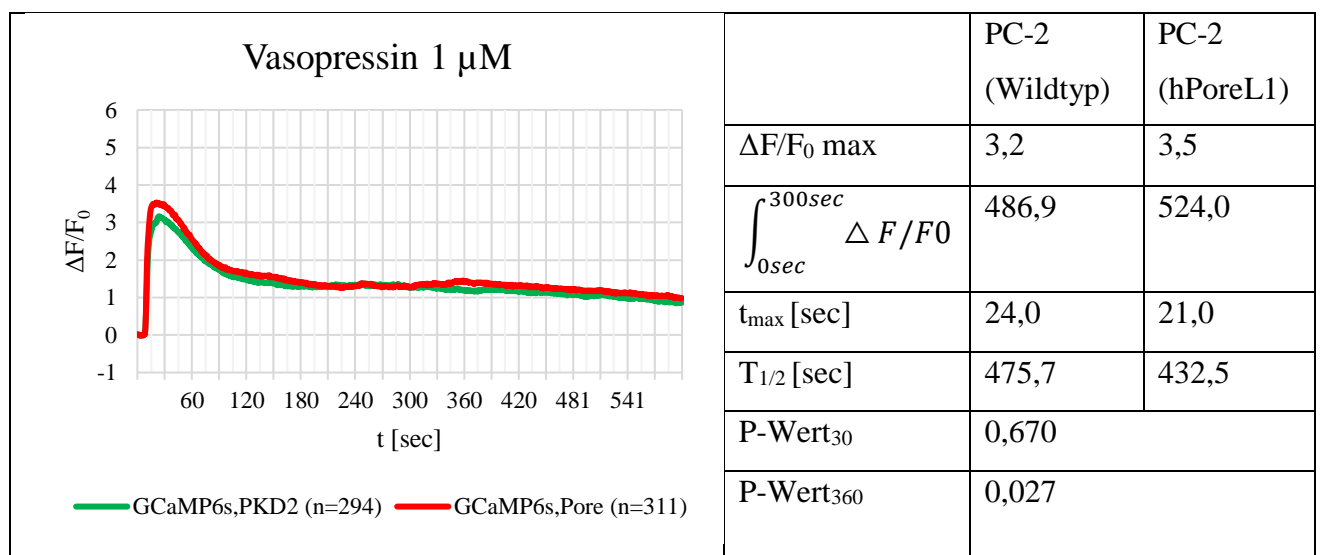 Vasopressin 1 µM
6
5
4
3
2
1
0
-1
ΔF/F0
60 120 180 240 300 360 420 481 541
t [sec]
GCaMP6s,PKD2 (n=294) GCaMP6s,Pore (n=311)
PC-2 (Wildtyp) PC-2 (hPoreL1)
ΔF/F0 max 3,2 3,5
∫0sec300sec △ F/F0 486,9 524,0
tmax [sec] 24,0 21,0
T1/2 [sec] 475,7 432,5
P-Wert30 0,670
P-Wert360 0,027